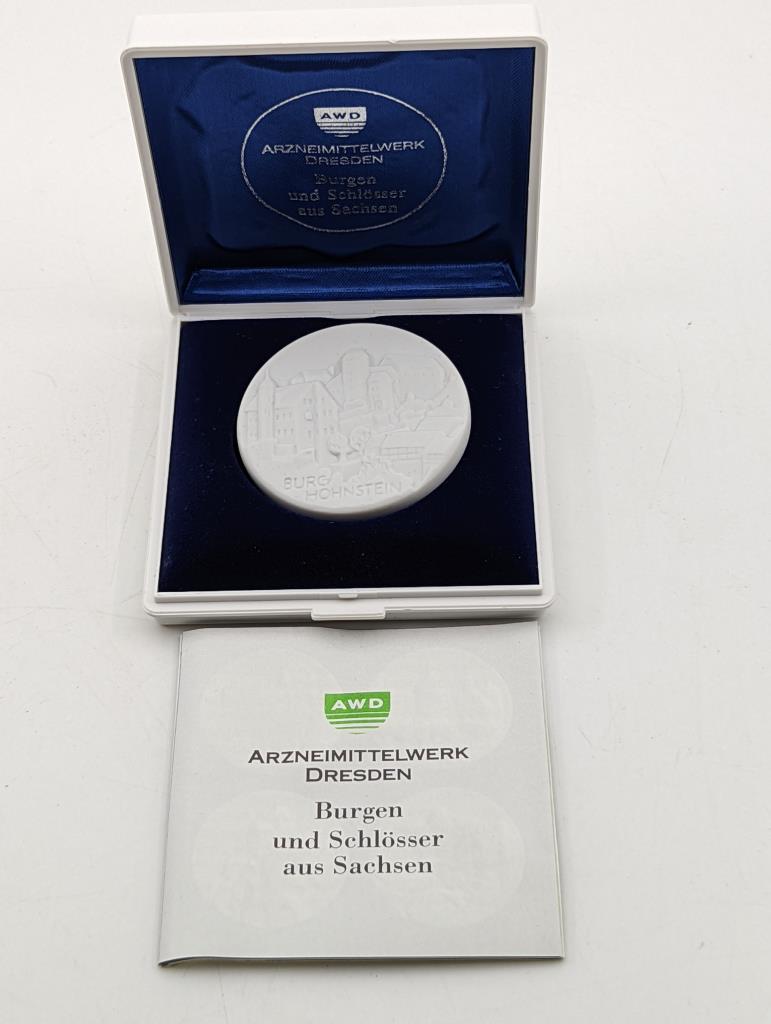 AWD
ARZNEIMITTELWERK
DRESDEN
Burgen
und Schlösser
aus Sachsen
BURG
HOHNSTEIN
AWD
ARZNEIMITTELWERK
DRESDEN
Burgen
und Schlösser
aus Sachsen